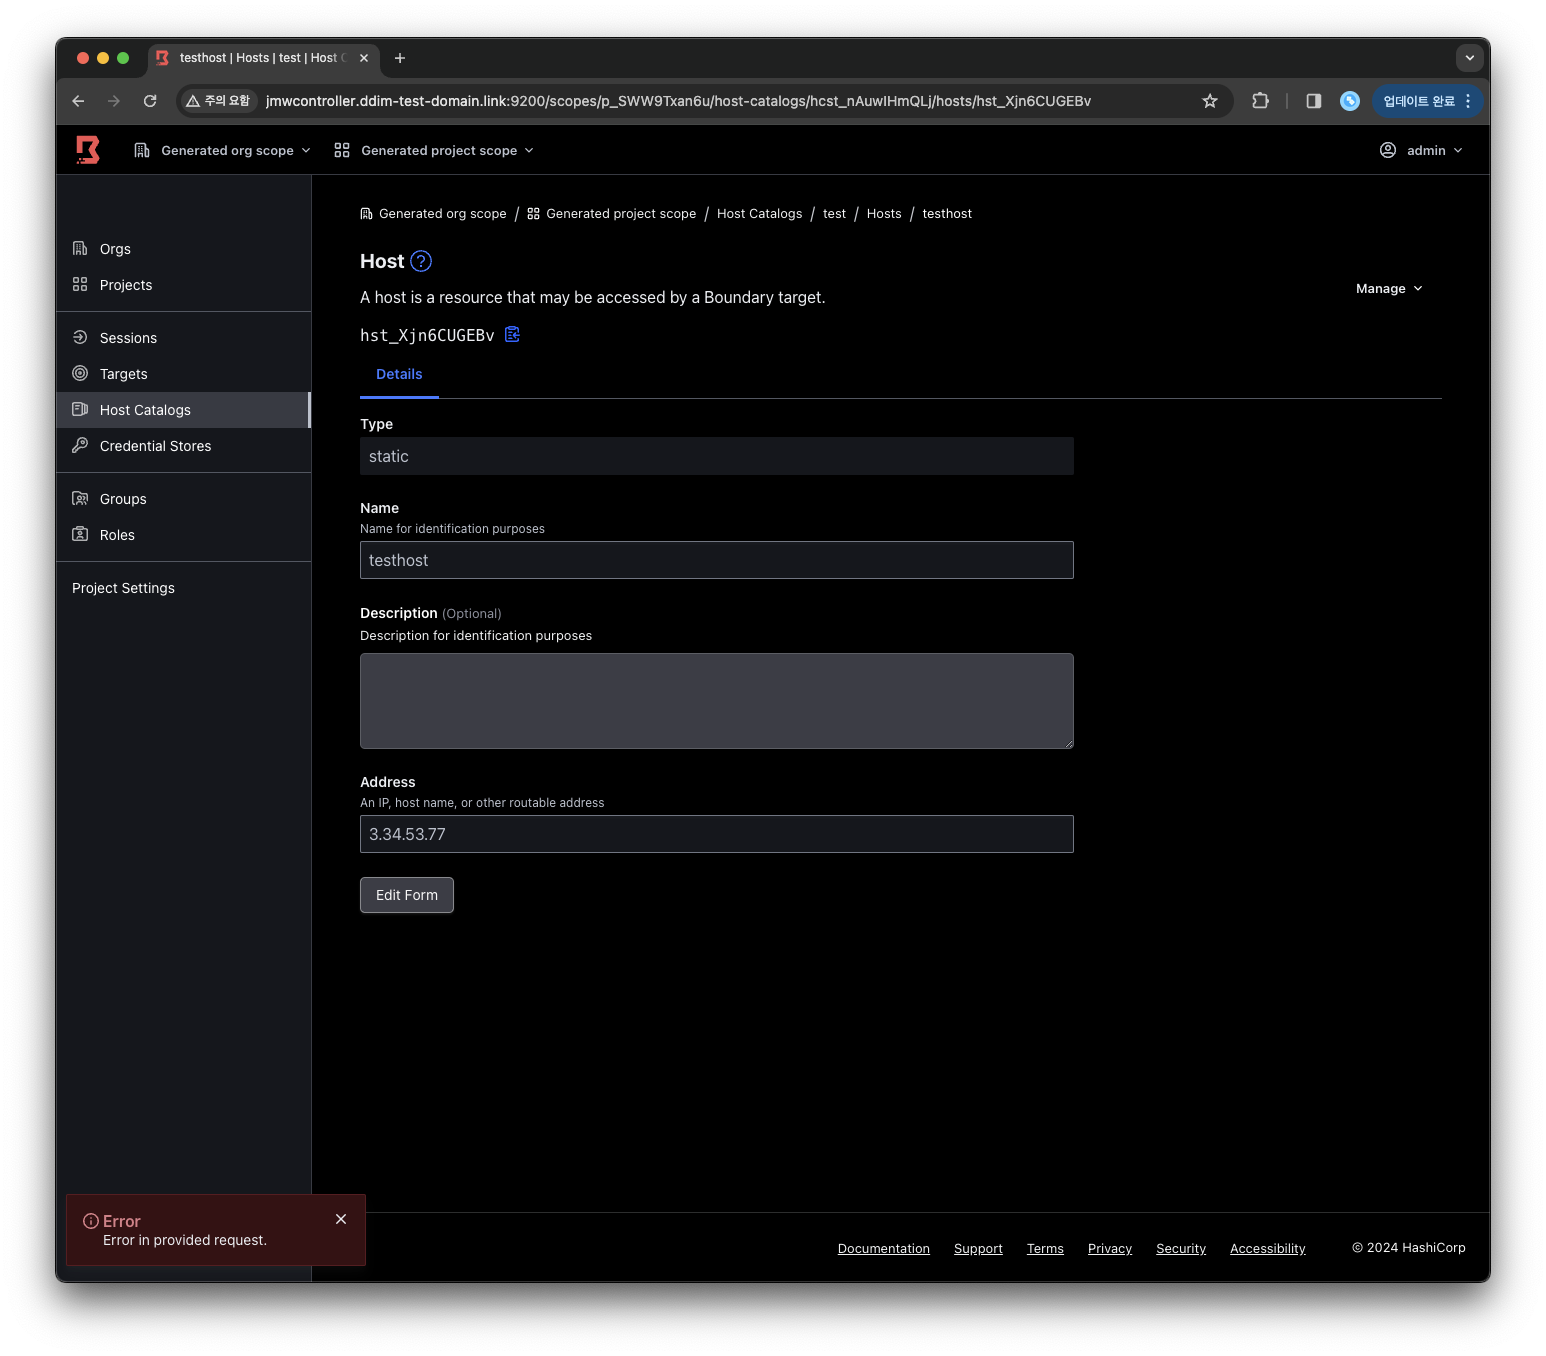 testhost | Hosts | test | Host
주의 요함
jmwcontroller.ddim-test-domain.link:9200/scopes/p_SWW9Txan6u/host-catalogs/hcst_nAuwIHmQLj/hosts/hst_Xjn6CUGEBv
업데이트 완료
Generated org scope
Generated project scope
admin
Orgs
Projects
Sessions
Targets
Host Catalogs
Credential Stores
Groups
Roles
Project Settings
Generated org scope / Generated project scope / Host Catalogs / test / Hosts / testhost
Host
A host is a resource that may be accessed by a Boundary target.
Manage
hst_Xjn6CUGEBv
Details
Type
static
Name
Name for identification purposes
testhost
Description (Optional)
Description for identification purposes
Address
An IP, host name, or other routable address
3.34.53.77
Edit Form
Error
Error in provided request.
Documentation Support Terms Privacy Security Accessibility © 2024 HashiCorp